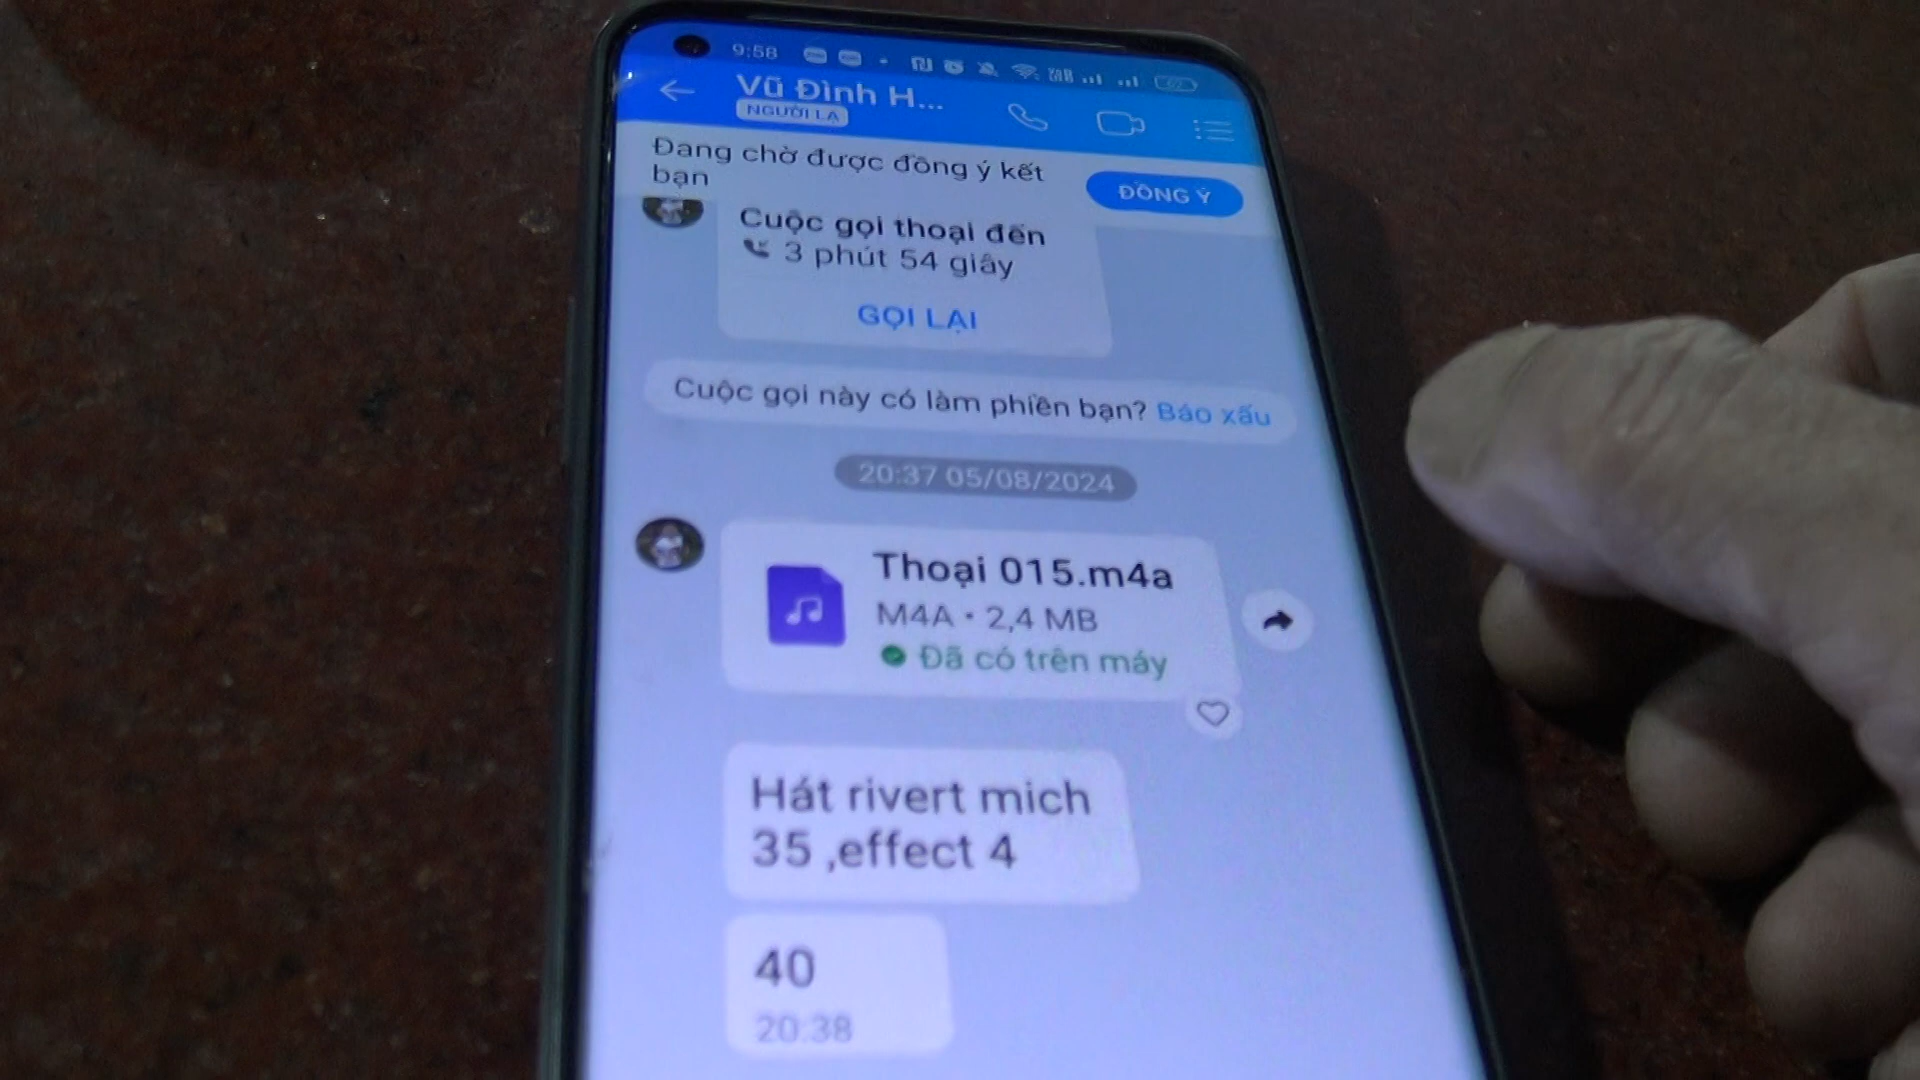 9:58
Vũ Đình H...
NGƯỜI LẠ
Đang chờ được đồng ý kết
bạn
ĐỒNG Ý
Cuộc gọi thoại đến
3 phút 54 giây
GỌI LẠI
Cuộc gọi này có làm phiền bạn? Báo xấu
20:37 05/08/2024
Thoại 015.m4a
M4A • 2,4 MB
Đã có trên máy
Hát rivert mich
35 ,effect 4
40
20:38